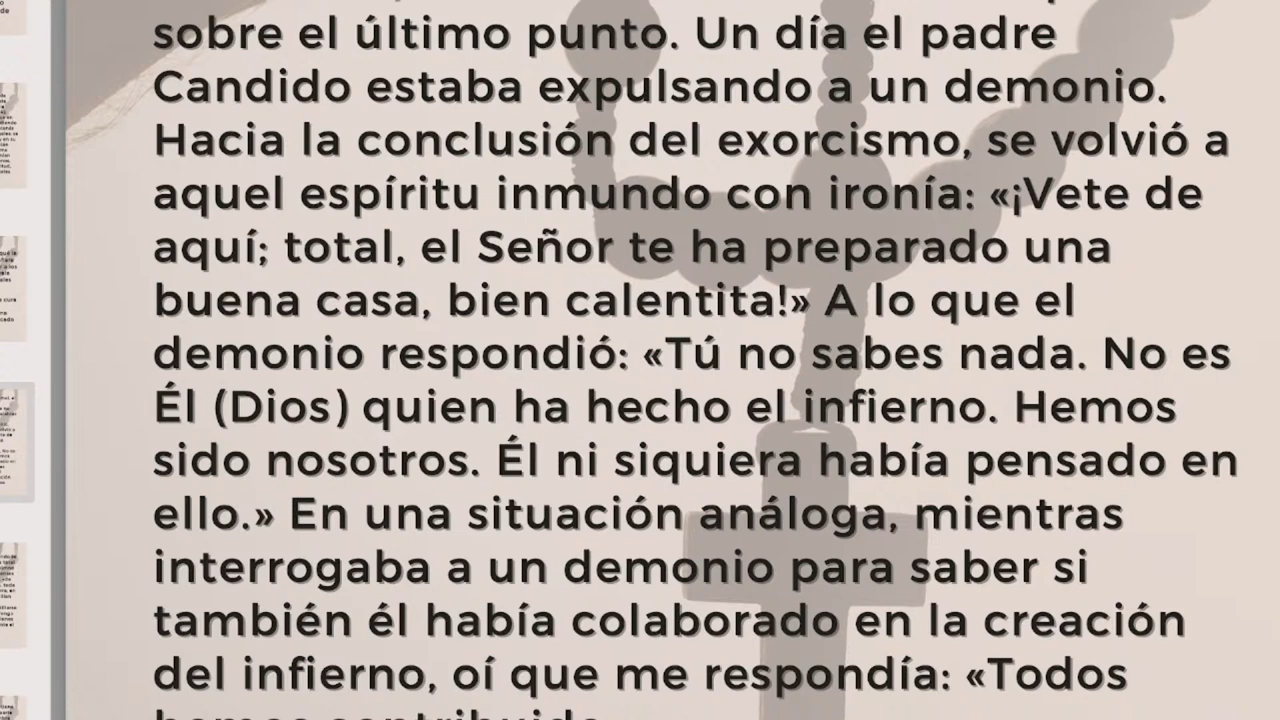 sobre el último punto. Un día el padre
Candido estaba expulsando a un demonio.
Hacia la conclusión del exorcismo, se volvió a
aquel espíritu inmundo con ironía: «¡Vete de
aquí; total, el Señor te ha preparado una
buena casa, bien calentita!» A lo que el
demonio respondió: «Tú no sabes nada. No es
Él (Dios) quien ha hecho el infierno. Hemos
sido nosotros. Él ni siquiera había pensado en
ello.» En una situación análoga, mientras
interrogaba a un demonio para saber si
también él había colaborado en la creación
del infierno, oí que me respondía: «Todos